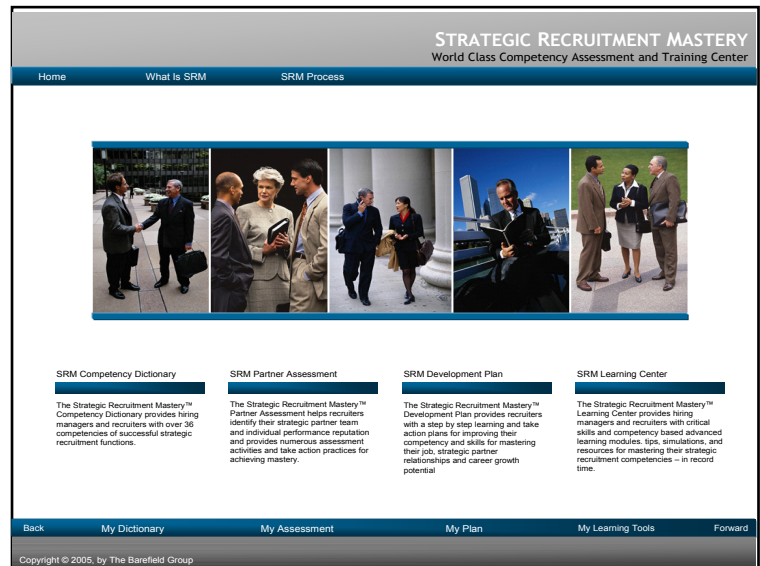 STRATEGIC RECRUITMENT MASTERY
World Class Competency Assessment and Training Center
Home What Is SRM SRM Process
SRM Competency Dictionary
The Strategic Recruitment Mastery™
Competency Dictionary provides hiring
managers and recruiters with over 36
competencies of successful strategic
recruitment functions.
SRM Partner Assessment
The Strategic Recruitment Mastery™
Partner Assessment helps recruiters
identify their strategic partner team
and individual performance reputation
and provides numerous assessment
activities and take action practices for
achieving mastery.
SRM Development Plan
The Strategic Recruitment Mastery™
Development Plan provides recruiters
with a step by step learning and take
action plans for improving their
competency and skills for mastering
their job, strategic partner
relationships and career growth
potential
SRM Learning Center
The Strategic Recruitment Mastery™
Learning Center provides hiring
managers and recruiters with critical
skills and competency based advanced
learning modules. tips, simulations, and
resources for mastering their strategic
recruitment competencies – in record
time.
Back My Dictionary My Assessment My Plan My Learning Tools Forward
Copyright © 2005, by The Barefield Group